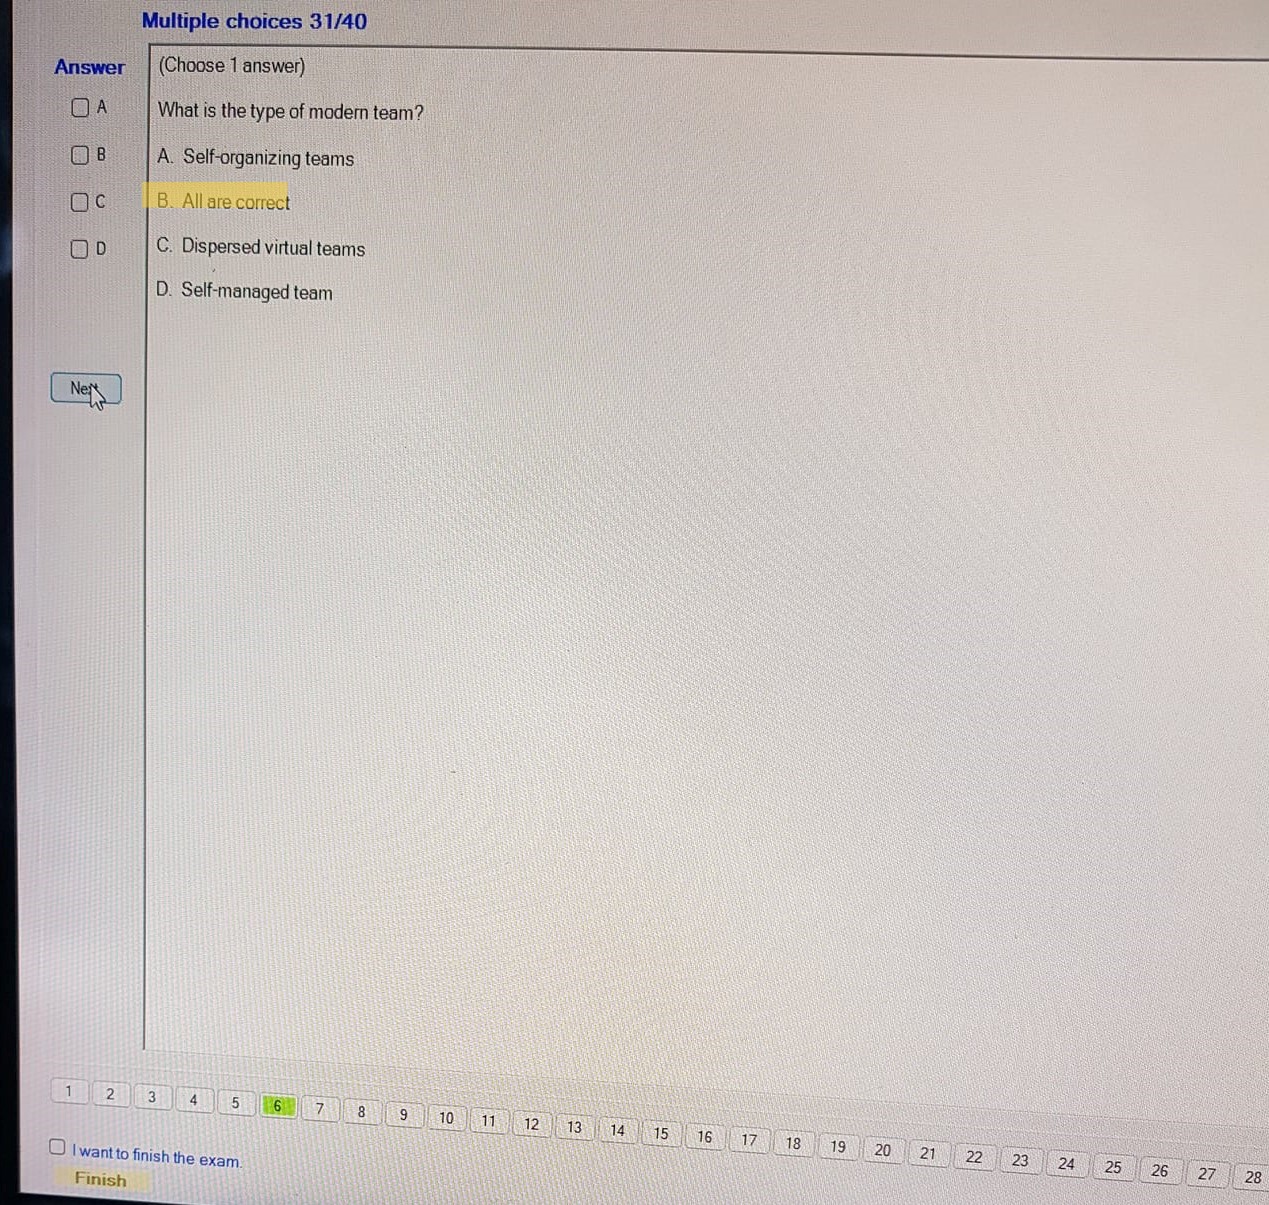 Multiple choices 31/40
Answer
(Choose 1 answer)
A
What is the type of modern team?
B
A. Self-organizing teams
C
B. All are correct
D
C. Dispersed virtual teams
D. Self-managed team
Next
1 2 3 4 5 6 7 8 9 10 11 12 13 14 15 16 17 18 19 20 21 22 23 24 25 26 27 28
I want to finish the exam.
Finish